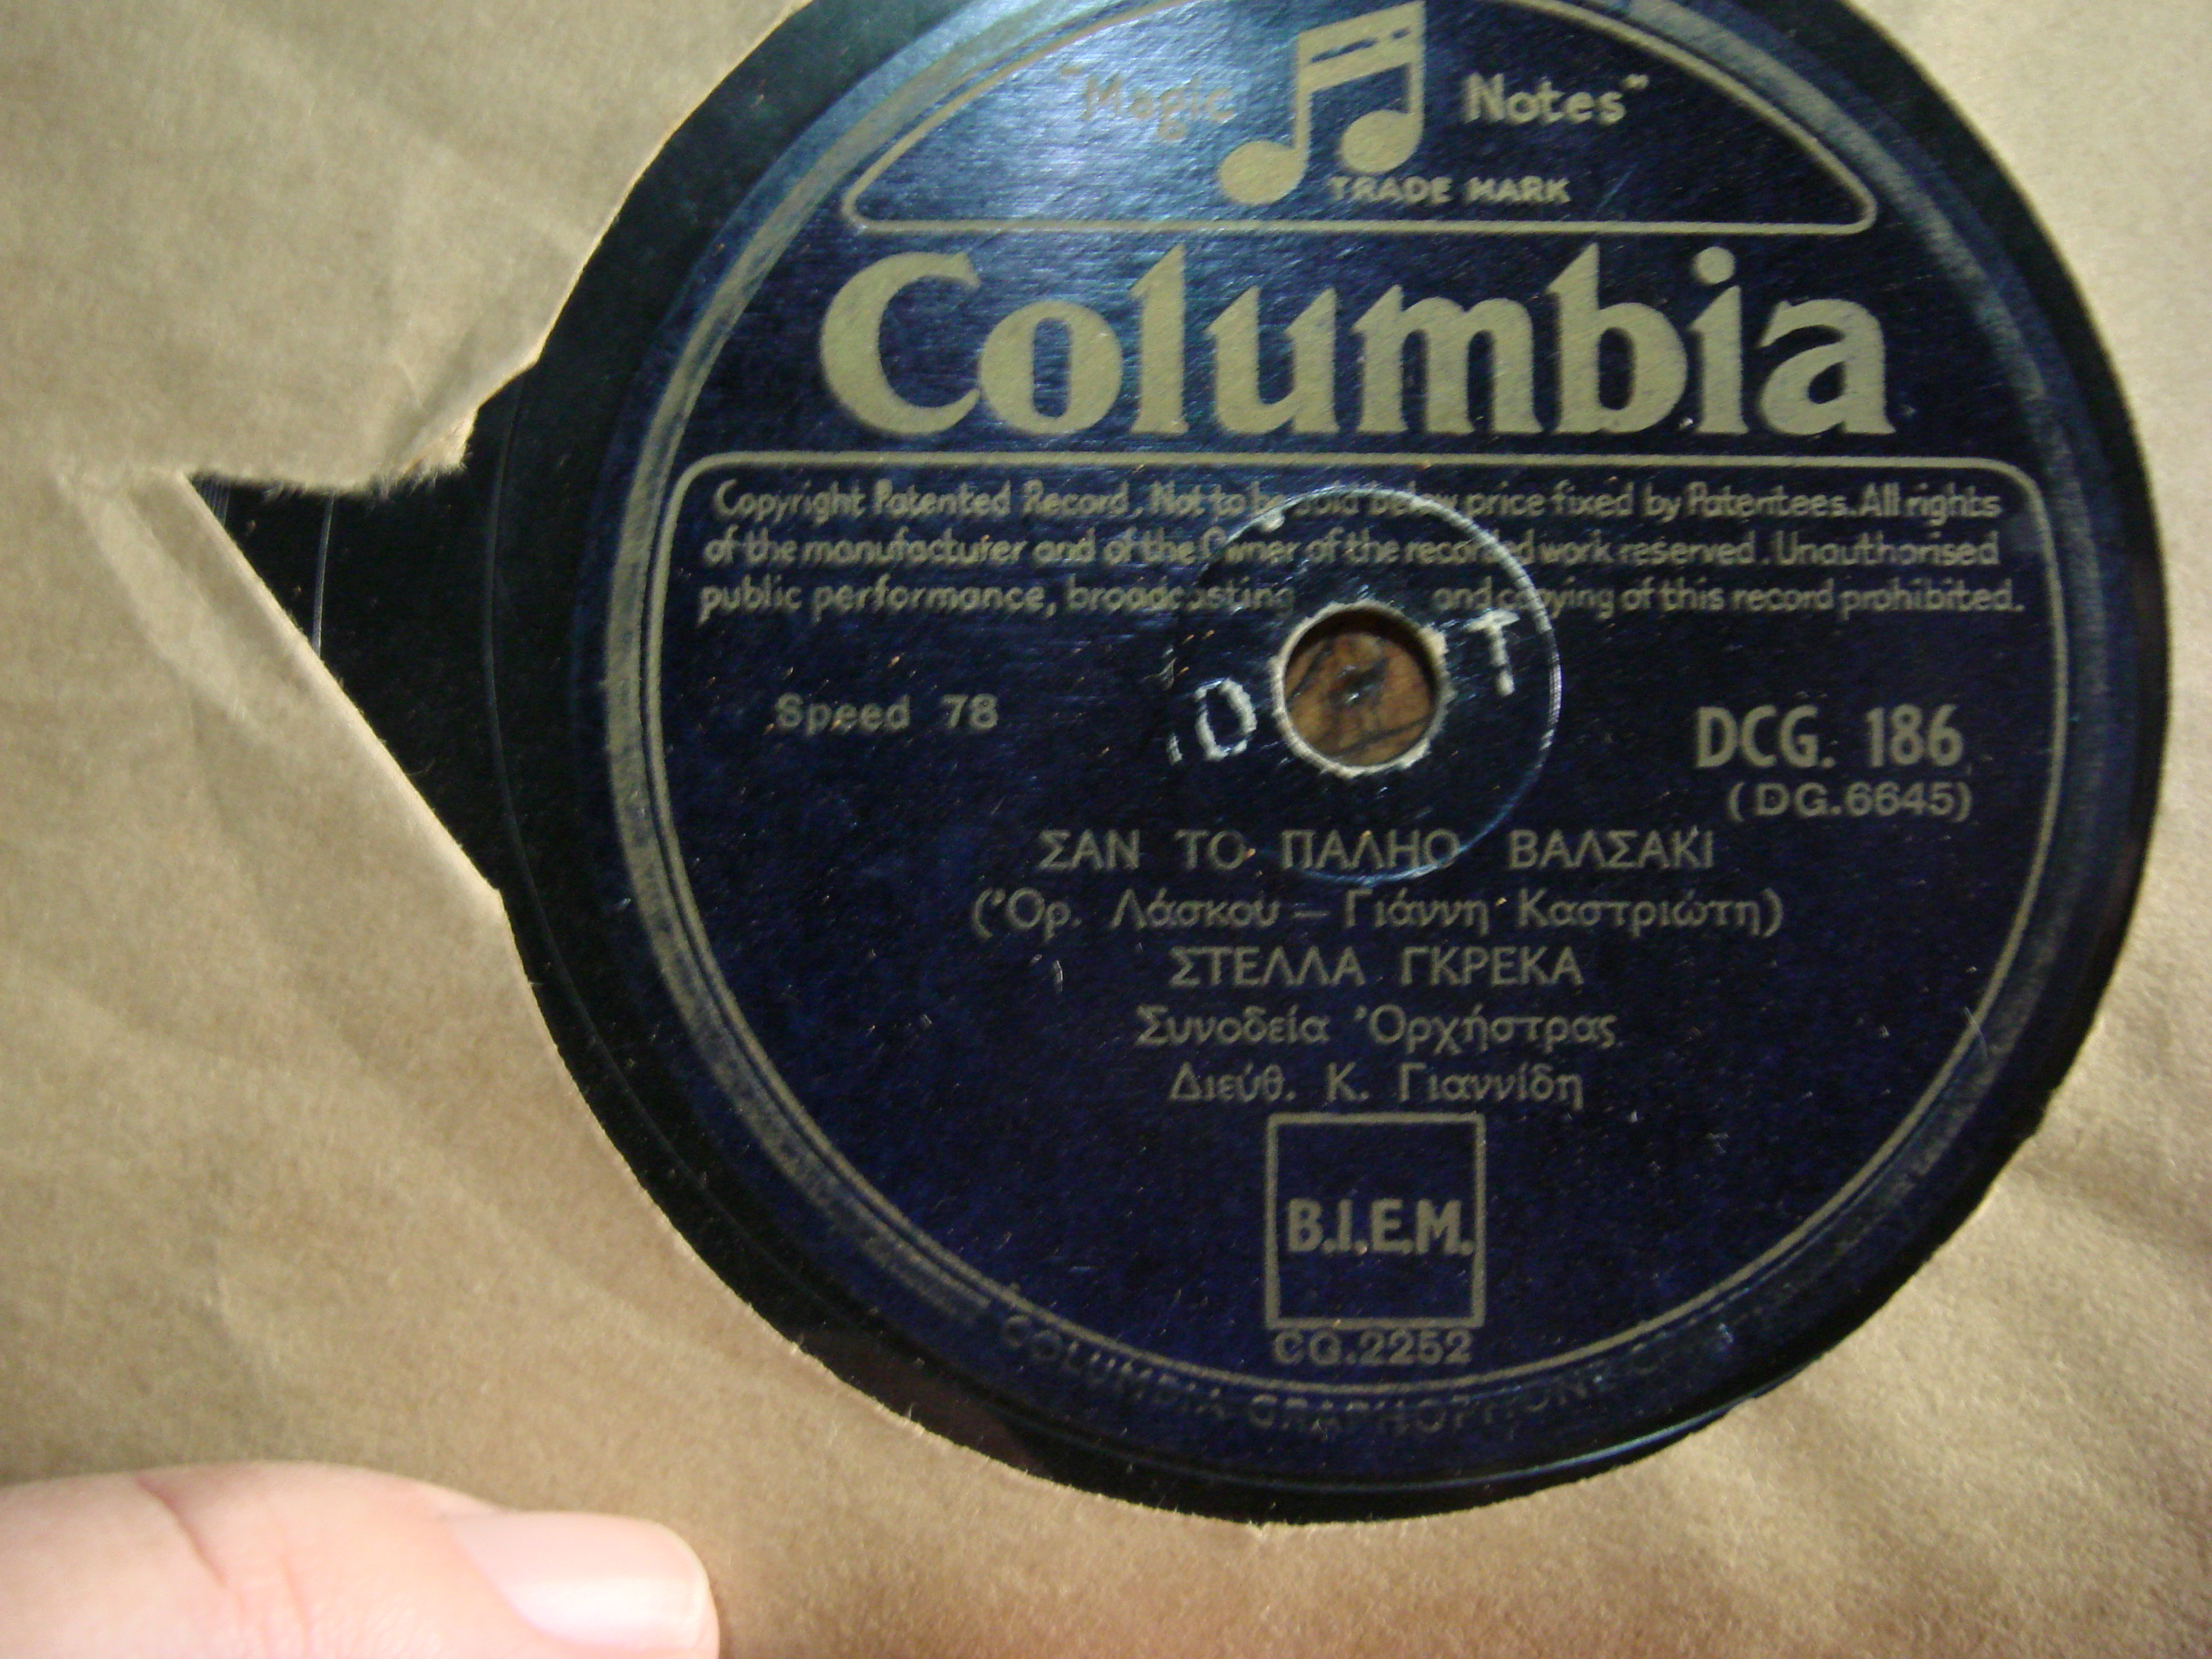 "Magic Notes"
TRADE MARK
Columbia
Copyright Patented Record. Not to be sold below price fixed by Patentees. All rights
of the manufacturer and of the Owner of the recorded work reserved. Unauthorised
public performance, broadcasting and copying of this record prohibited.
Speed 78
DCG. 186
(DG.6645)
ΣΑΝ ΤΟ ΠΑΛΗΟ ΒΑΛΣΑΚΙ
(Ὀρ. Λάσκου – Γιάννη Καστριώτη)
ΣΤΕΛΛΑ ΓΚΡΕΚΑ
Συνοδεία Ὀρχήστρας
Διεύθ. Κ. Γιαννίδη
B.I.E.M.
CG.2252
COLUMBIA GRAPHOPHONE